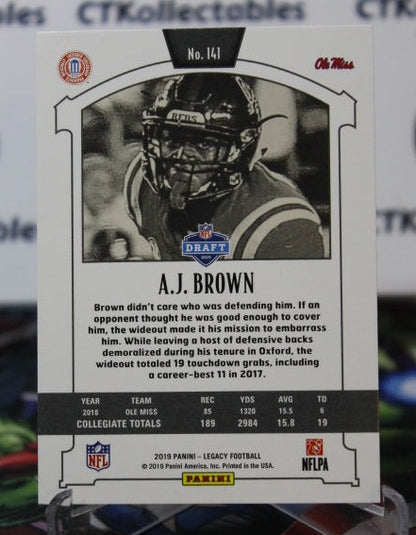 CTKollectables
No. 141
Ole Miss
REBS
NFL
DRAFT
A.J. BROWN
Brown didn't care who was defending him. If an
opponent thought he was good enough to cover
him, the wideout made it his mission to embarrass
him. While leaving a host of defensive backs
demoralized during his tenure in Oxford, the
wideout totaled 19 touchdown grabs, including
a career-best 11 in 2017.
YEAR TEAM REC YDS AVG TD
2018 OLE MISS 85 1320 15.5 6
COLLEGIATE TOTALS 189 2984 15.8 19
2019 PANINI – LEGACY FOOTBALL
© 2019 Panini America, Inc. Printed in the USA.
NFL
PANINI
NFLPA